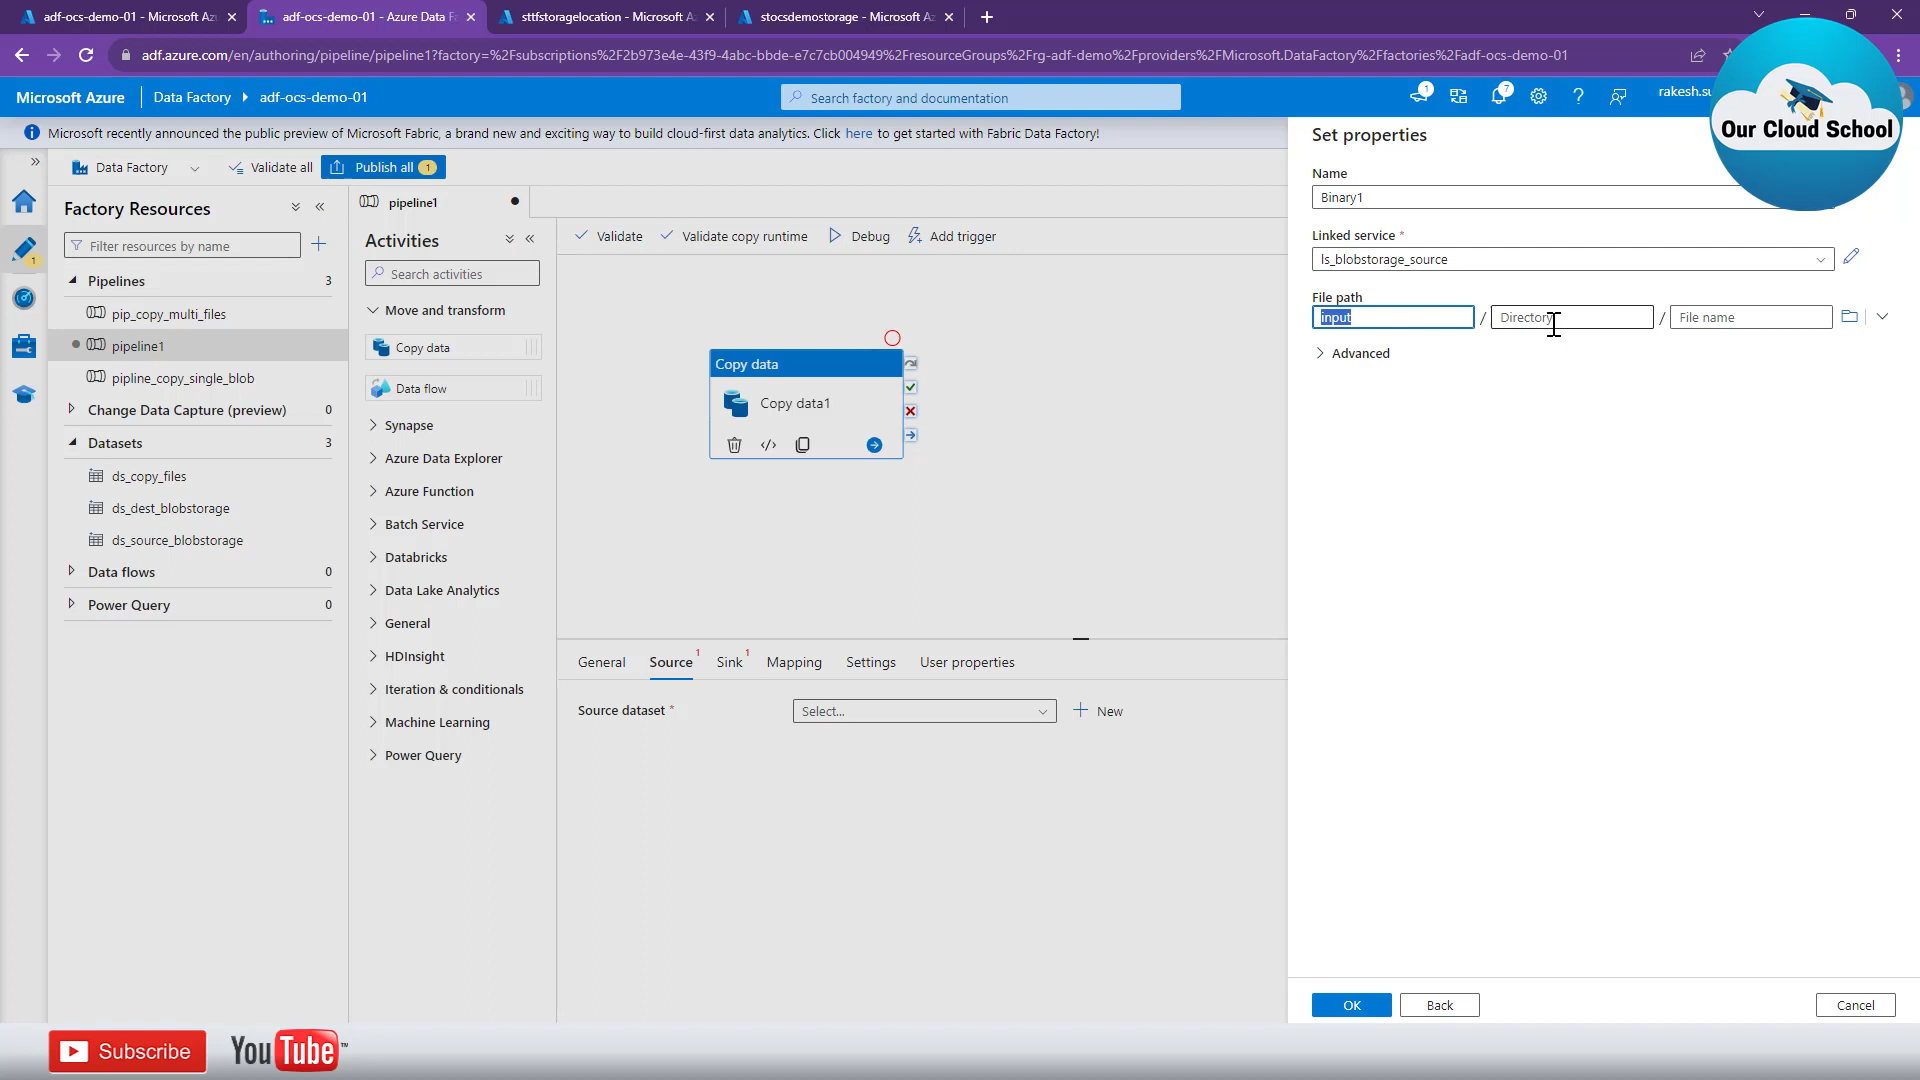 adf-ocs-demo-01 - Microsoft Az
adf-ocs-demo-01 - Azure Data F
sttfstoragelocation - Microsoft A
stocsdemostorage - Microsoft Az
adf.azure.com/en/authoring/pipeline/pipeline1?factory=%2Fsubscriptions%2F2b973e4e-43f9-4abc-bbde-e7c7cb004949%2FresourceGroups%2Frg-adf-demo%2Fproviders%2FMicrosoft.DataFactory%2Ffactories%2Fadf-ocs-demo-01
Microsoft Azure
Data Factory
adf-ocs-demo-01
Search factory and documentation
1
7
rakesh.su
Our Cloud School
Microsoft recently announced the public preview of Microsoft Fabric, a brand new and exciting way to build cloud-first data analytics. Click here to get started with Fabric Data Factory!
Data Factory
Validate all
Publish all 1
Factory Resources
Filter resources by name
1
Pipelines 3
pip_copy_multi_files
pipeline1
pipline_copy_single_blob
Change Data Capture (preview) 0
Datasets 3
ds_copy_files
ds_dest_blobstorage
ds_source_blobstorage
Data flows 0
Power Query 0
pipeline1
Activities
Search activities
Move and transform
Copy data
Data flow
Synapse
Azure Data Explorer
Azure Function
Batch Service
Databricks
Data Lake Analytics
General
HDInsight
Iteration & conditionals
Machine Learning
Power Query
Validate
Validate copy runtime
Debug
Add trigger
Copy data
Copy data1
General
Source 1
Sink 1
Mapping
Settings
User properties
Source dataset *
Select...
New
Set properties
Name
Binary1
Linked service *
ls_blobstorage_source
File path
input / Directory / File name
Advanced
OK
Back
Cancel
Subscribe
YouTube
TM